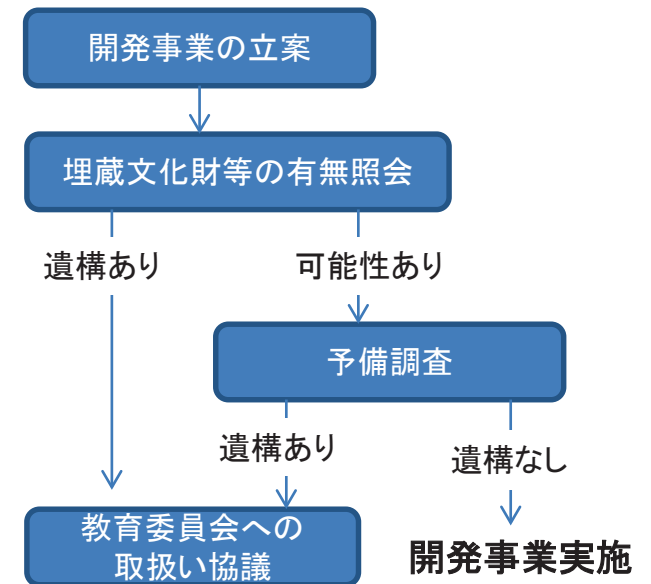 開発事業の立案
埋蔵文化財等の有無照会
遺構あり
可能性あり
予備調査
遺構あり
遺構なし
教育委員会への
取扱い協議
開発事業実施